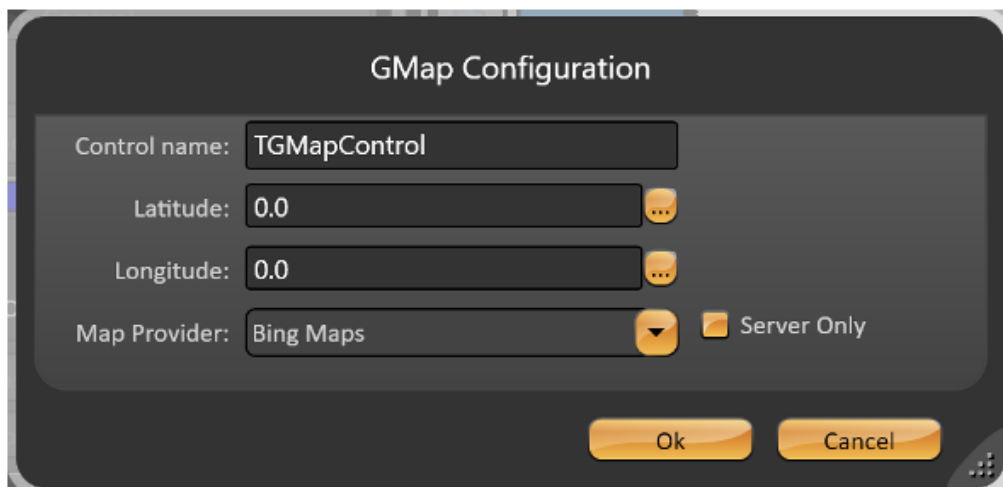 GMap Configuration
Control name: TGMapControl
Latitude: 0.0 ...
Longitude: 0.0 ...
Map Provider: Bing Maps Server Only
Ok Cancel